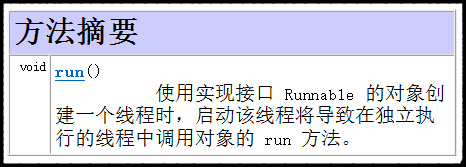 方法摘要
void
run()
使用实现接口 Runnable 的对象创
建一个线程时，启动该线程将导致在独立执
行的线程中调用对象的 run 方法。